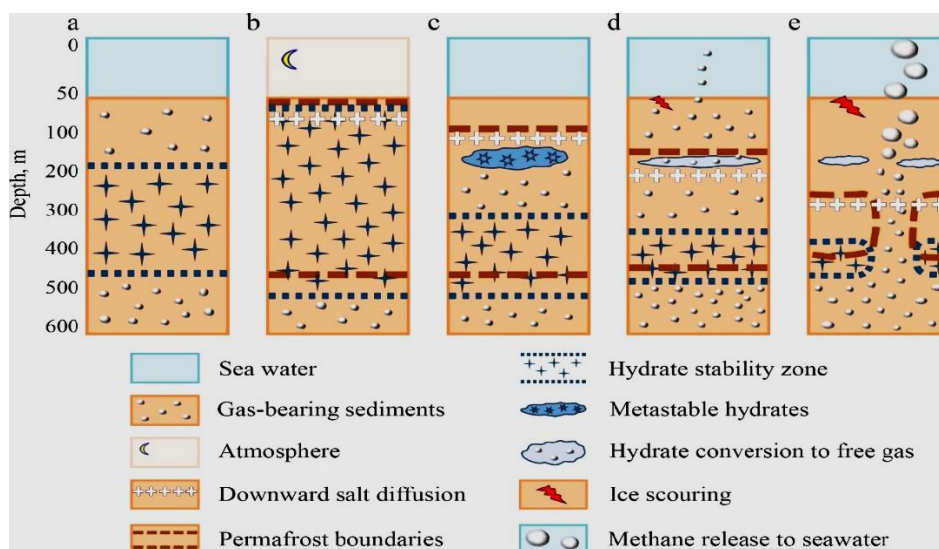 a b c d e
0
50
100
200
300
400
500
600
Depth, m
Sea water
Hydrate stability zone
Gas-bearing sediments
Metastable hydrates
Atmosphere
Hydrate conversion to free gas
Downward salt diffusion
Ice scouring
Permafrost boundaries
Methane release to seawater